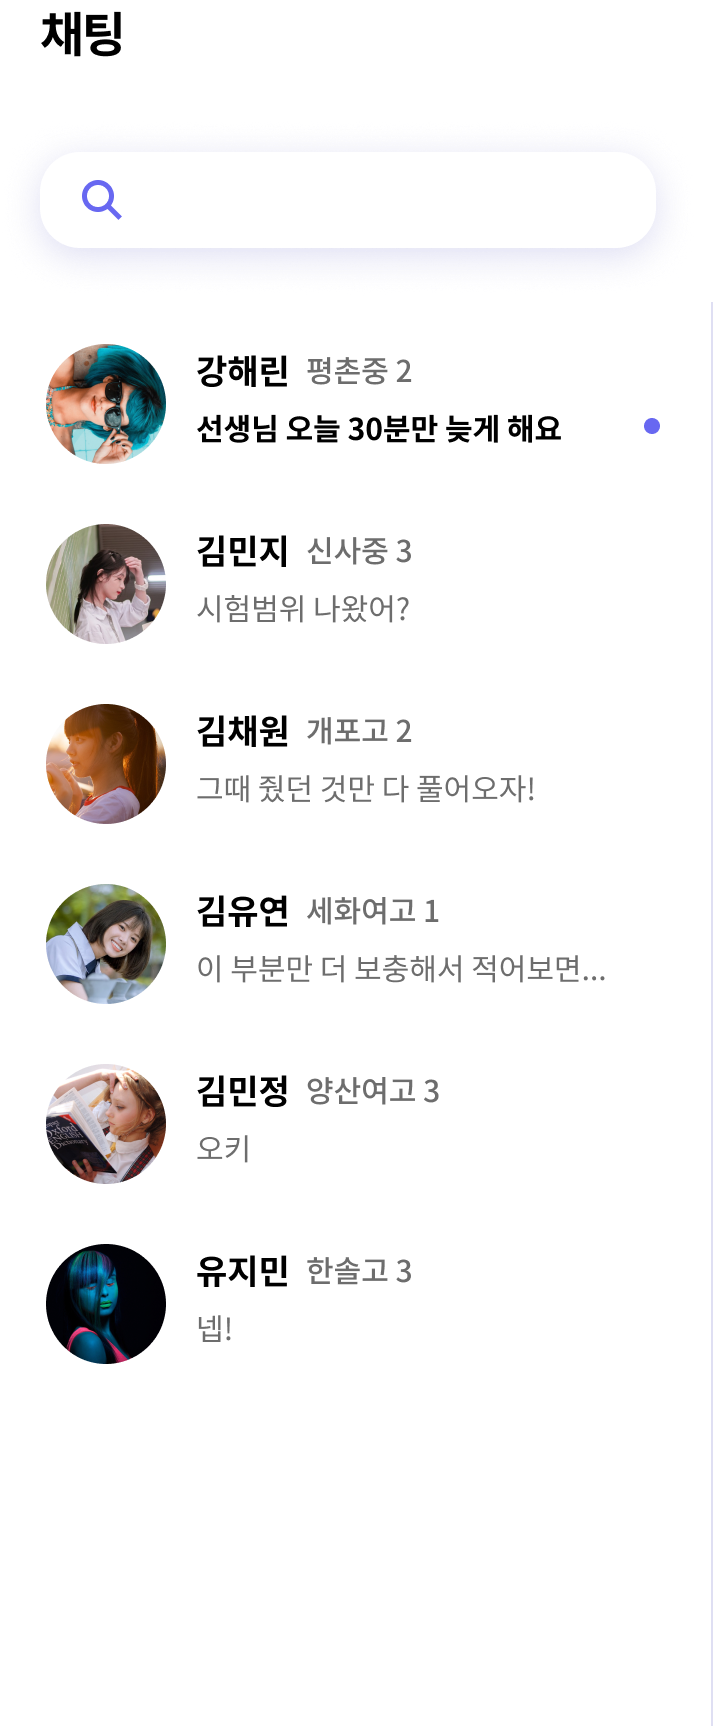 채팅
강해린 평촌중 2
선생님 오늘 30분만 늦게 해요
김민지 신사중 3
시험범위 나왔어?
김채원 개포고 2
그때 줬던 것만 다 풀어오자!
김유연 세화여고 1
이 부분만 더 보충해서 적어보면...
김민정 양산여고 3
Oxford
ENGLISH
Dictionary
오키
유지민 한솔고 3
넵!